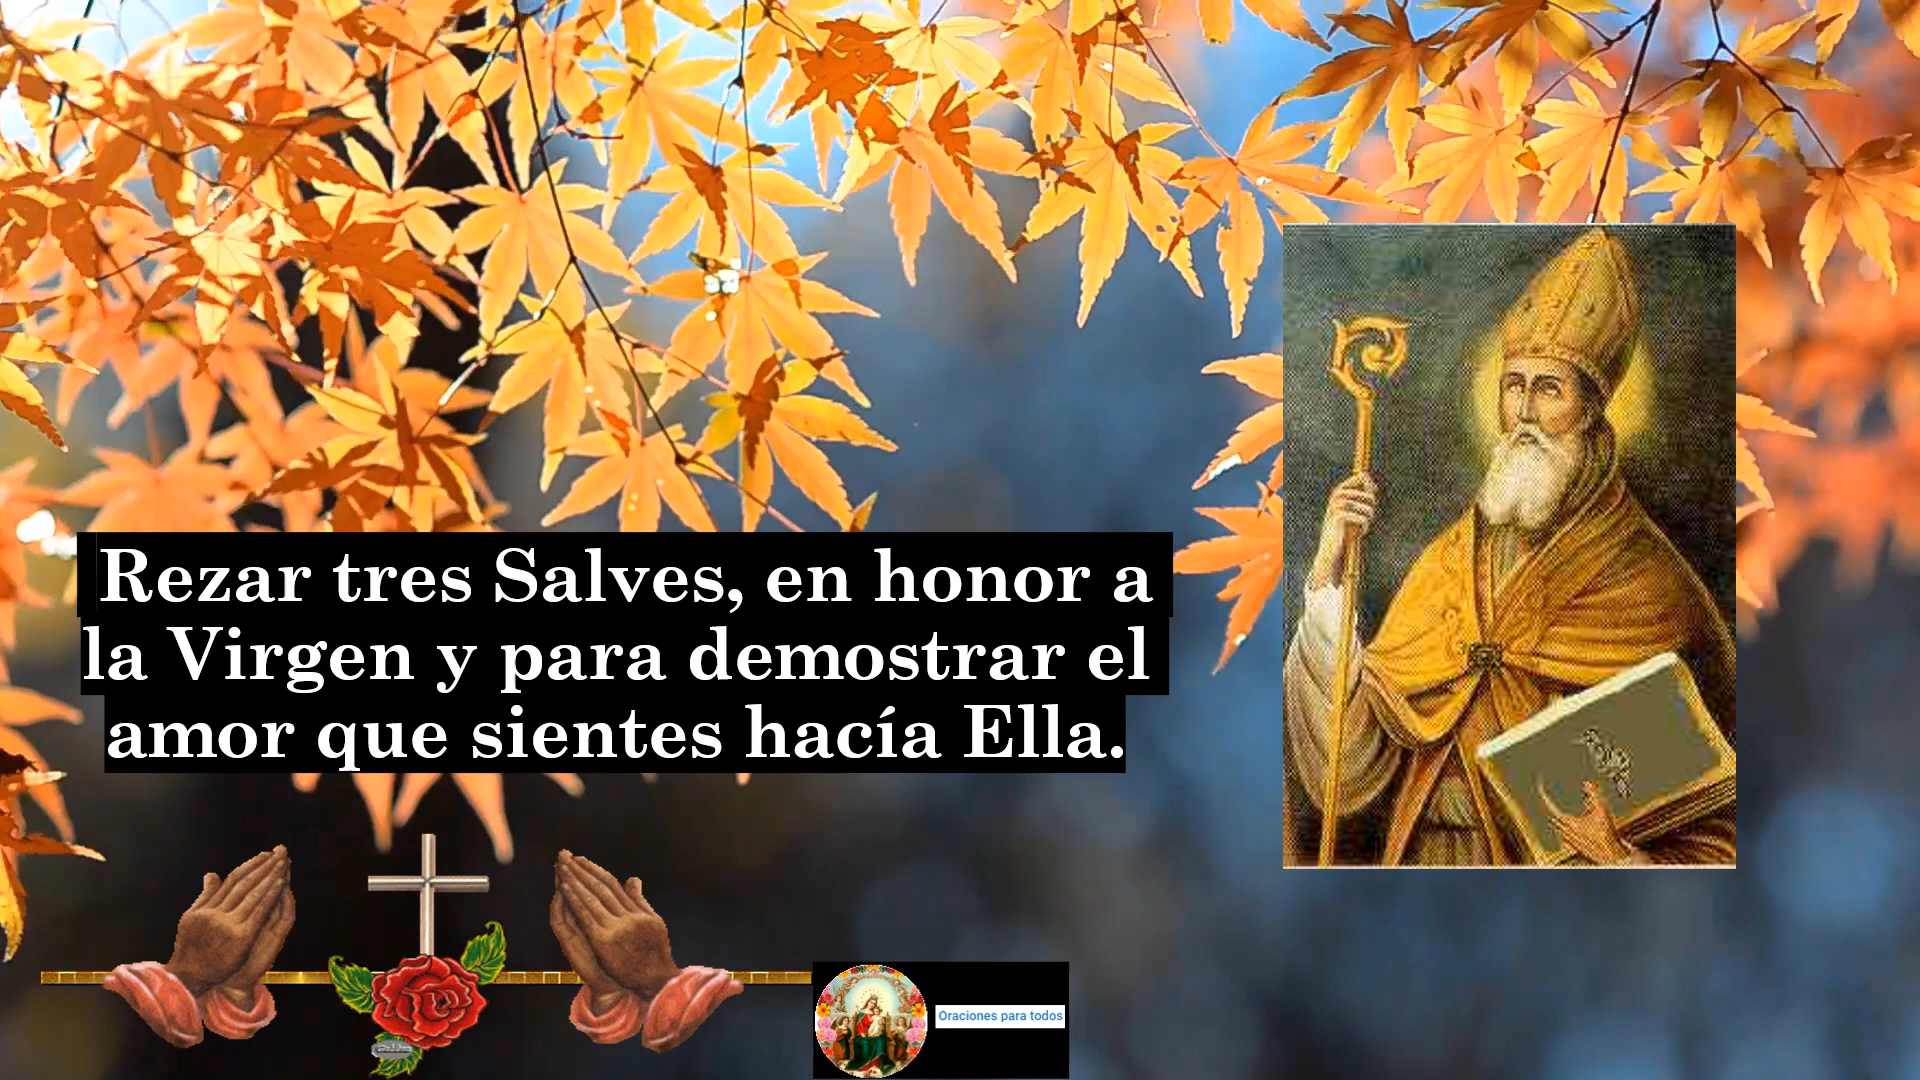 Rezar tres Salves, en honor a
la Virgen y para demostrar el
amor que sientes hacía Ella.
Oraciones para todos